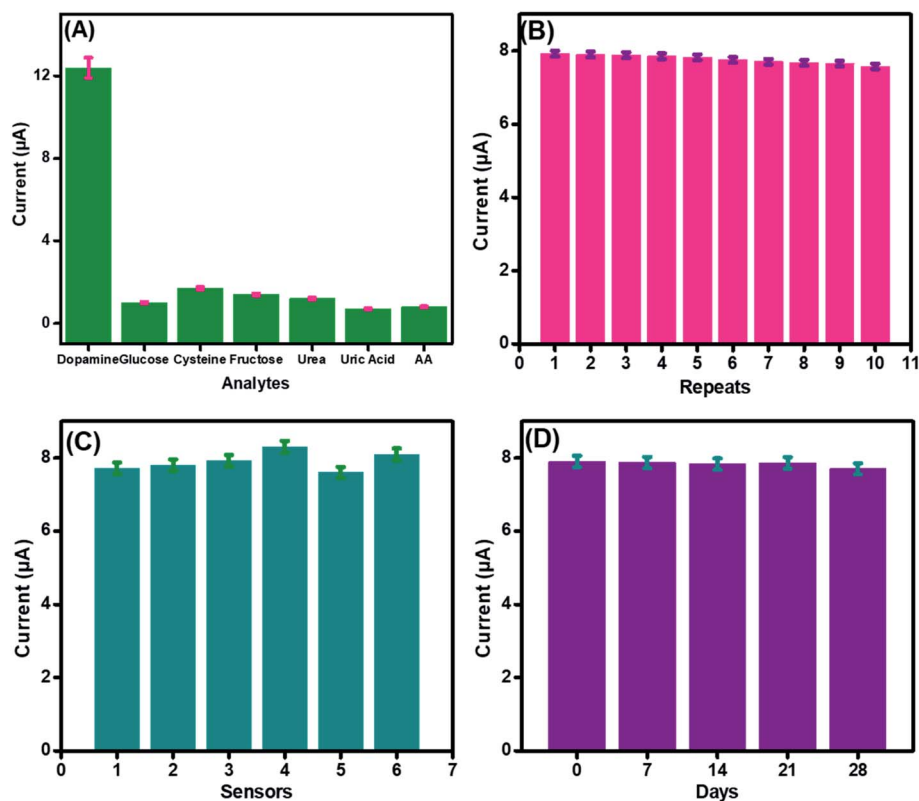 (A)
Current (µA)
12
8
4
0
Dopamine Glucose Cysteine Fructose Urea Uric Acid AA
Analytes
(B)
Current (µA)
8
6
4
2
0
0 1 2 3 4 5 6 7 8 9 10 11
Repeats
(C)
Current (µA)
8
6
4
2
0
0 1 2 3 4 5 6 7
Sensors
(D)
Current (µA)
8
6
4
2
0
0 7 14 21 28
Days